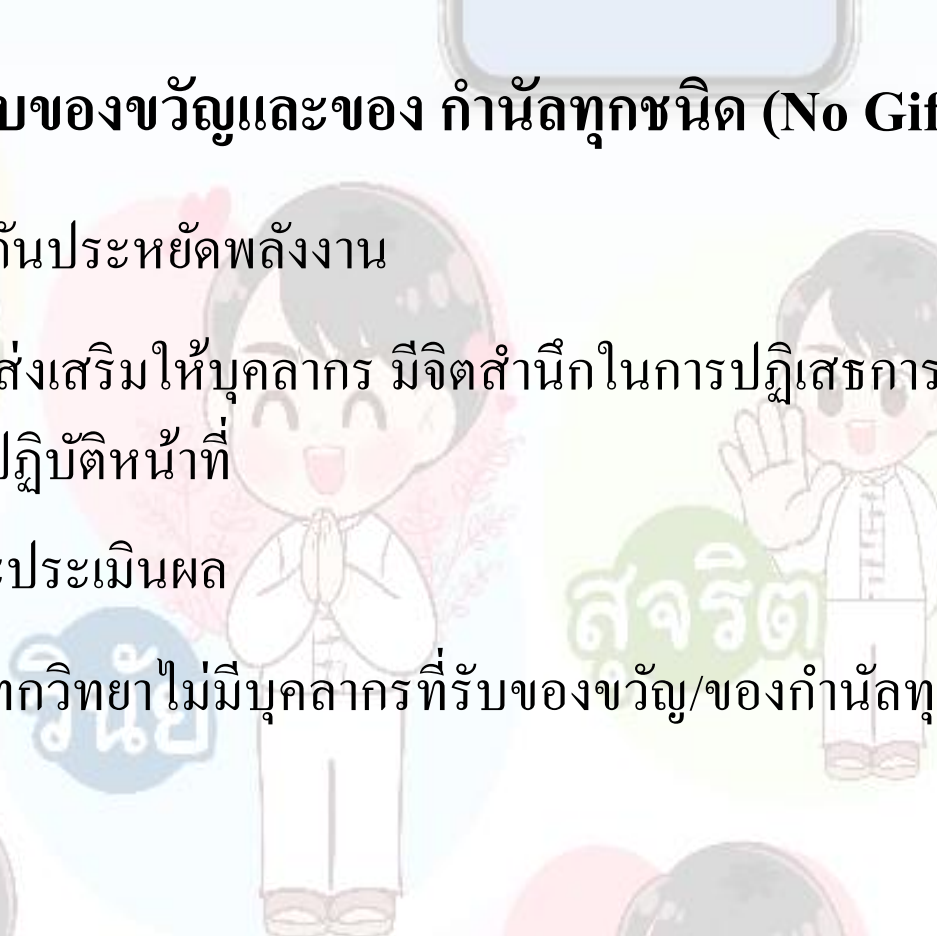 บของขวัญและของ กำนัลทุกชนิด (No Gif
กันประหยัดพลังงาน
ส่งเสริมให้บุคลากร มีจิตสำนึกในการปฏิเสธการ
ปฏิบัติหน้าที่
ะประเมินผล
สุจริต
ทกวิทยาไม่มีบุคลากรที่รับของขวัญ/ของกำนัลทุ
วินัย